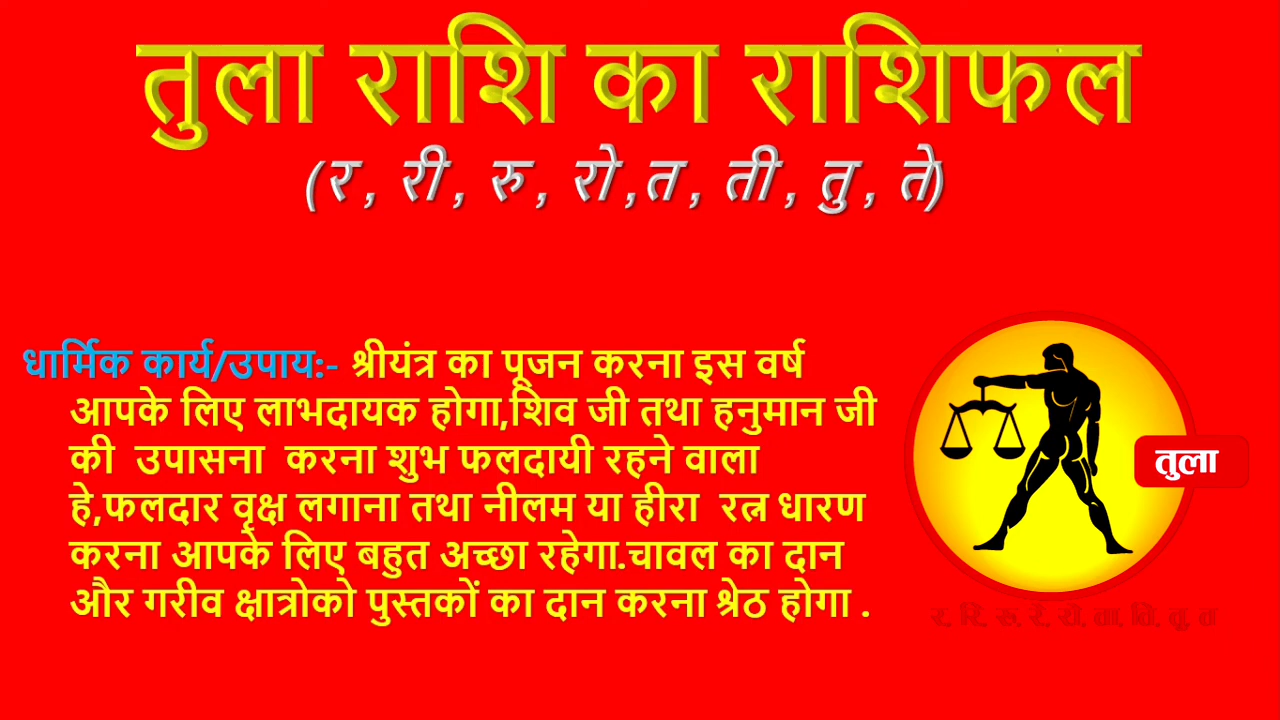 तुला राशि का राशिफल
(र , री , रु , रो ,त , ती , तु , ते)
धार्मिक कार्य/उपाय:- श्रीयंत्र का पूजन करना इस वर्ष
आपके लिए लाभदायक होगा,शिव जी तथा हनुमान जी
की उपासना करना शुभ फलदायी रहने वाला
हे,फलदार वृक्ष लगाना तथा नीलम या हीरा रत्न धारण
करना आपके लिए बहुत अच्छा रहेगा.चावल का दान
और गरीव क्षात्रोको पुस्तकों का दान करना श्रेठ होगा .
तुला